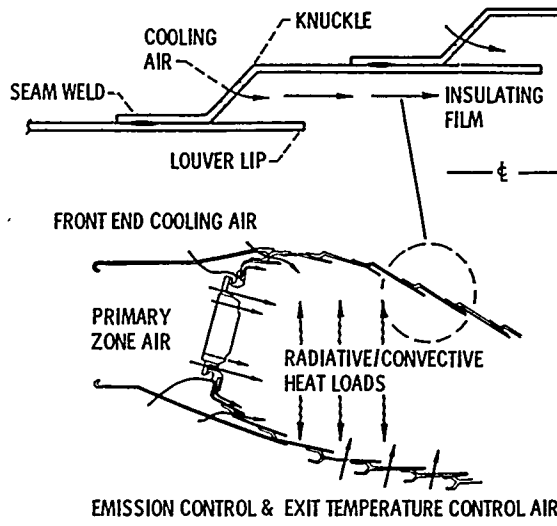 KNUCKLE
COOLING
AIR
SEAM WELD
INSULATING
FILM
LOUVER LIP
℄
FRONT END COOLING AIR
PRIMARY
ZONE AIR
RADIATIVE/CONVECTIVE
HEAT LOADS
EMISSION CONTROL & EXIT TEMPERATURE CONTROL AIR